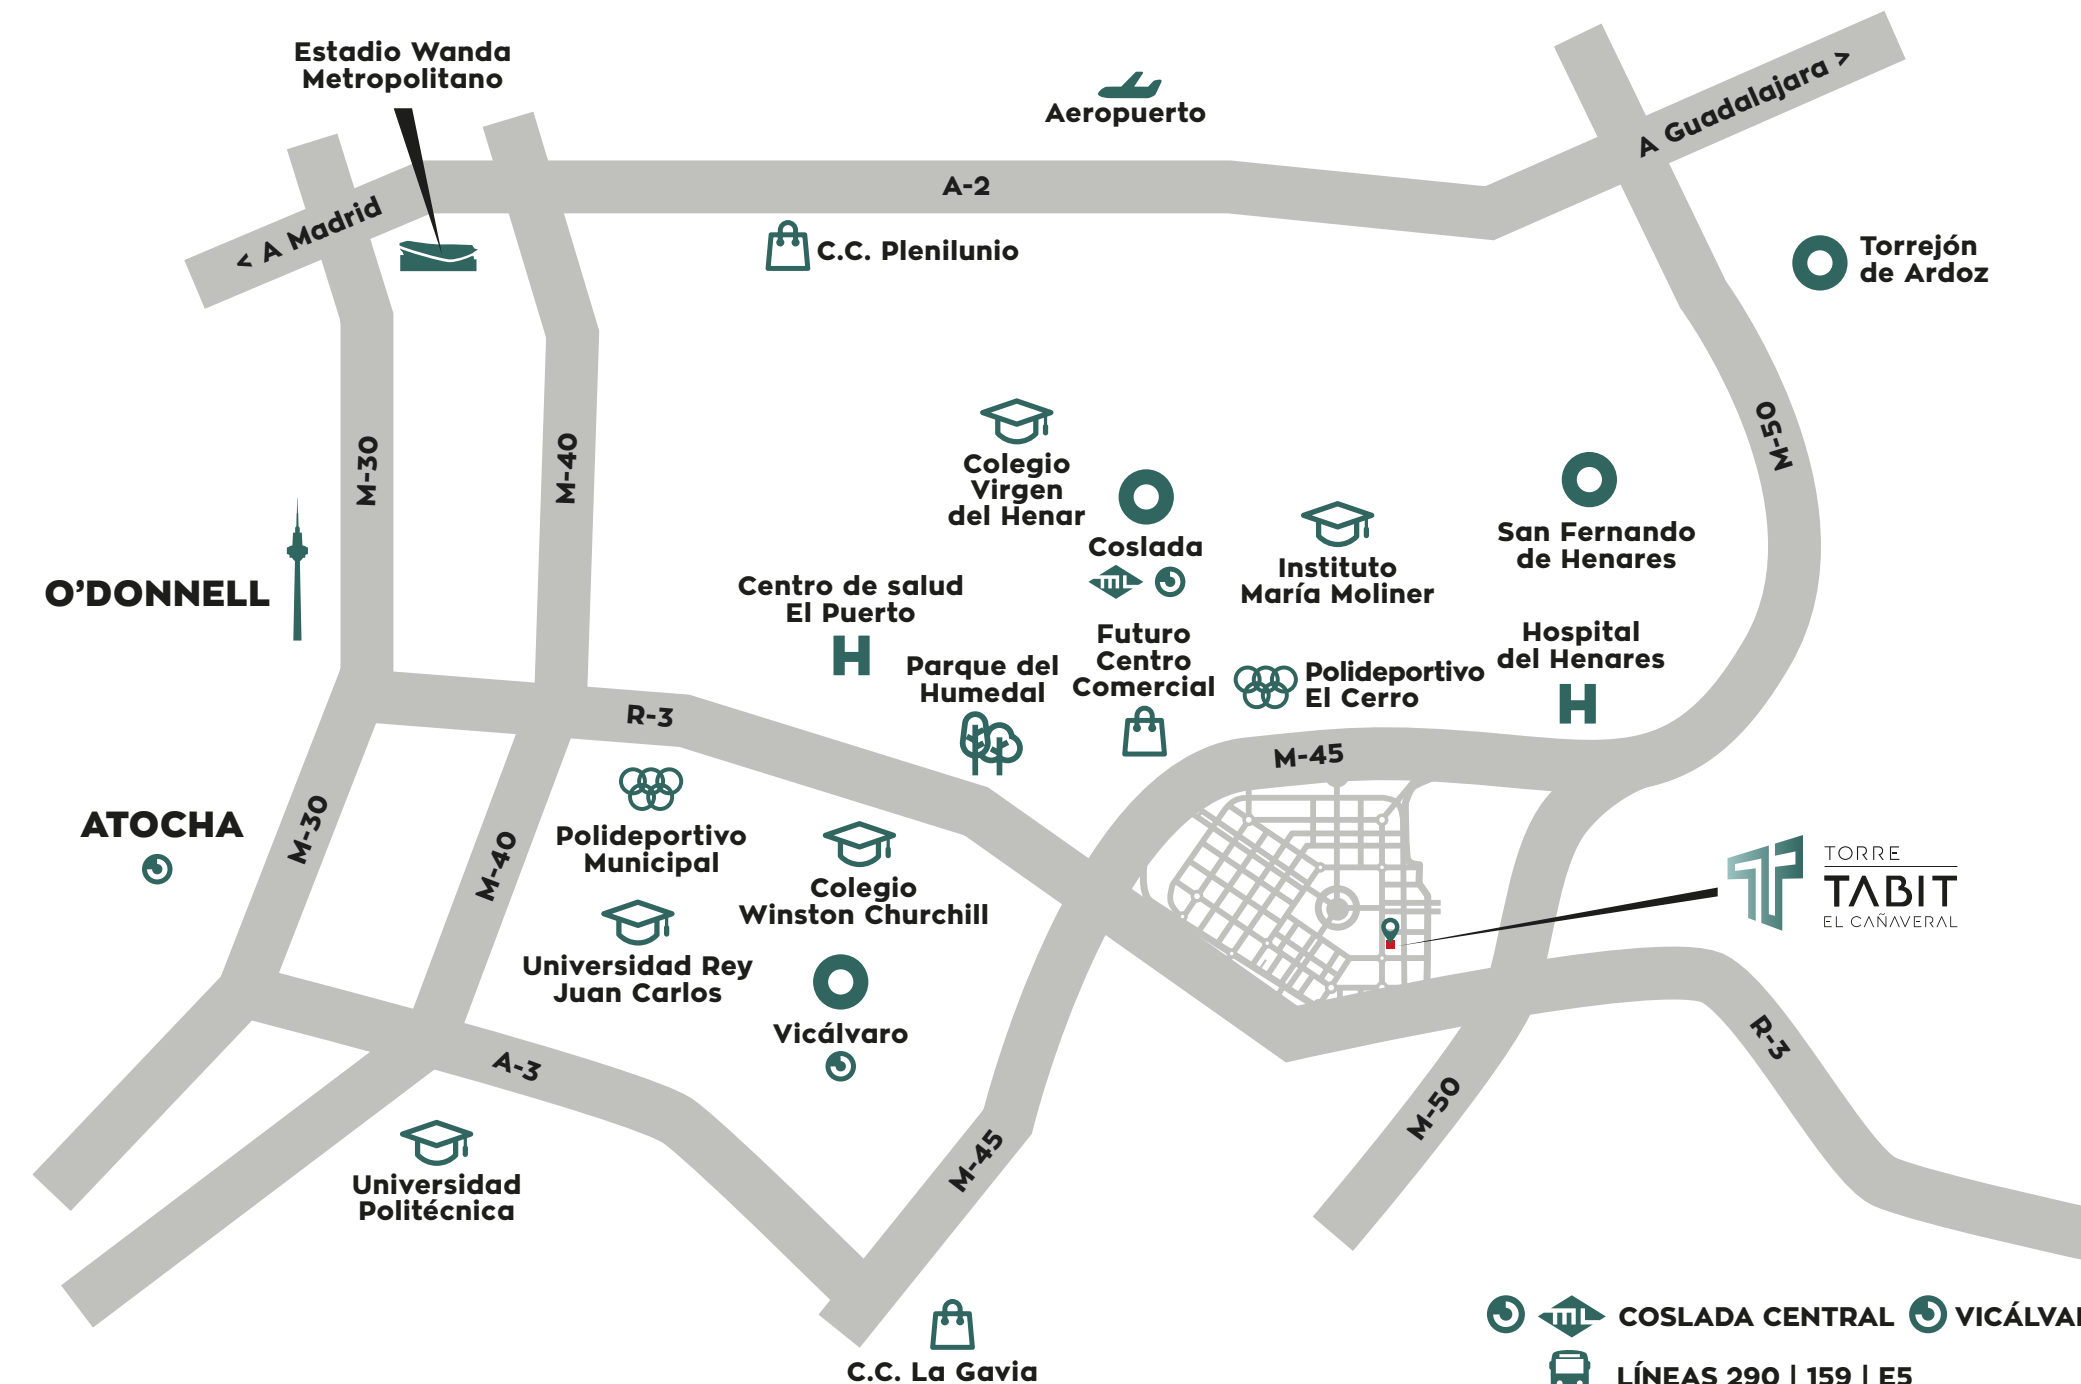 Estadio Wanda
Metropolitano
Aeropuerto
A Guadalajara >
< A Madrid
A-2
C.C. Plenilunio
Torrejón
de Ardoz
M-30
M-40
M-50
Colegio
Virgen
del Henar
Coslada
ML
Instituto
María Moliner
San Fernando
de Henares
O'DONNELL
Centro de salud
El Puerto
H
Parque del
Humedal
Futuro
Centro
Comercial
Polideportivo
El Cerro
Hospital
del Henares
H
R-3
M-45
ATOCHA
M-30
M-40
Polideportivo
Municipal
Colegio
Winston Churchill
TORRE
TABIT
EL CAÑAVERAL
Universidad Rey
Juan Carlos
Vicálvaro
A-3
R-3
M-50
M-45
Universidad
Politécnica
C.C. La Gavia
ML COSLADA CENTRAL VICÁLVA
LÍNEAS 290 | 159 | E5